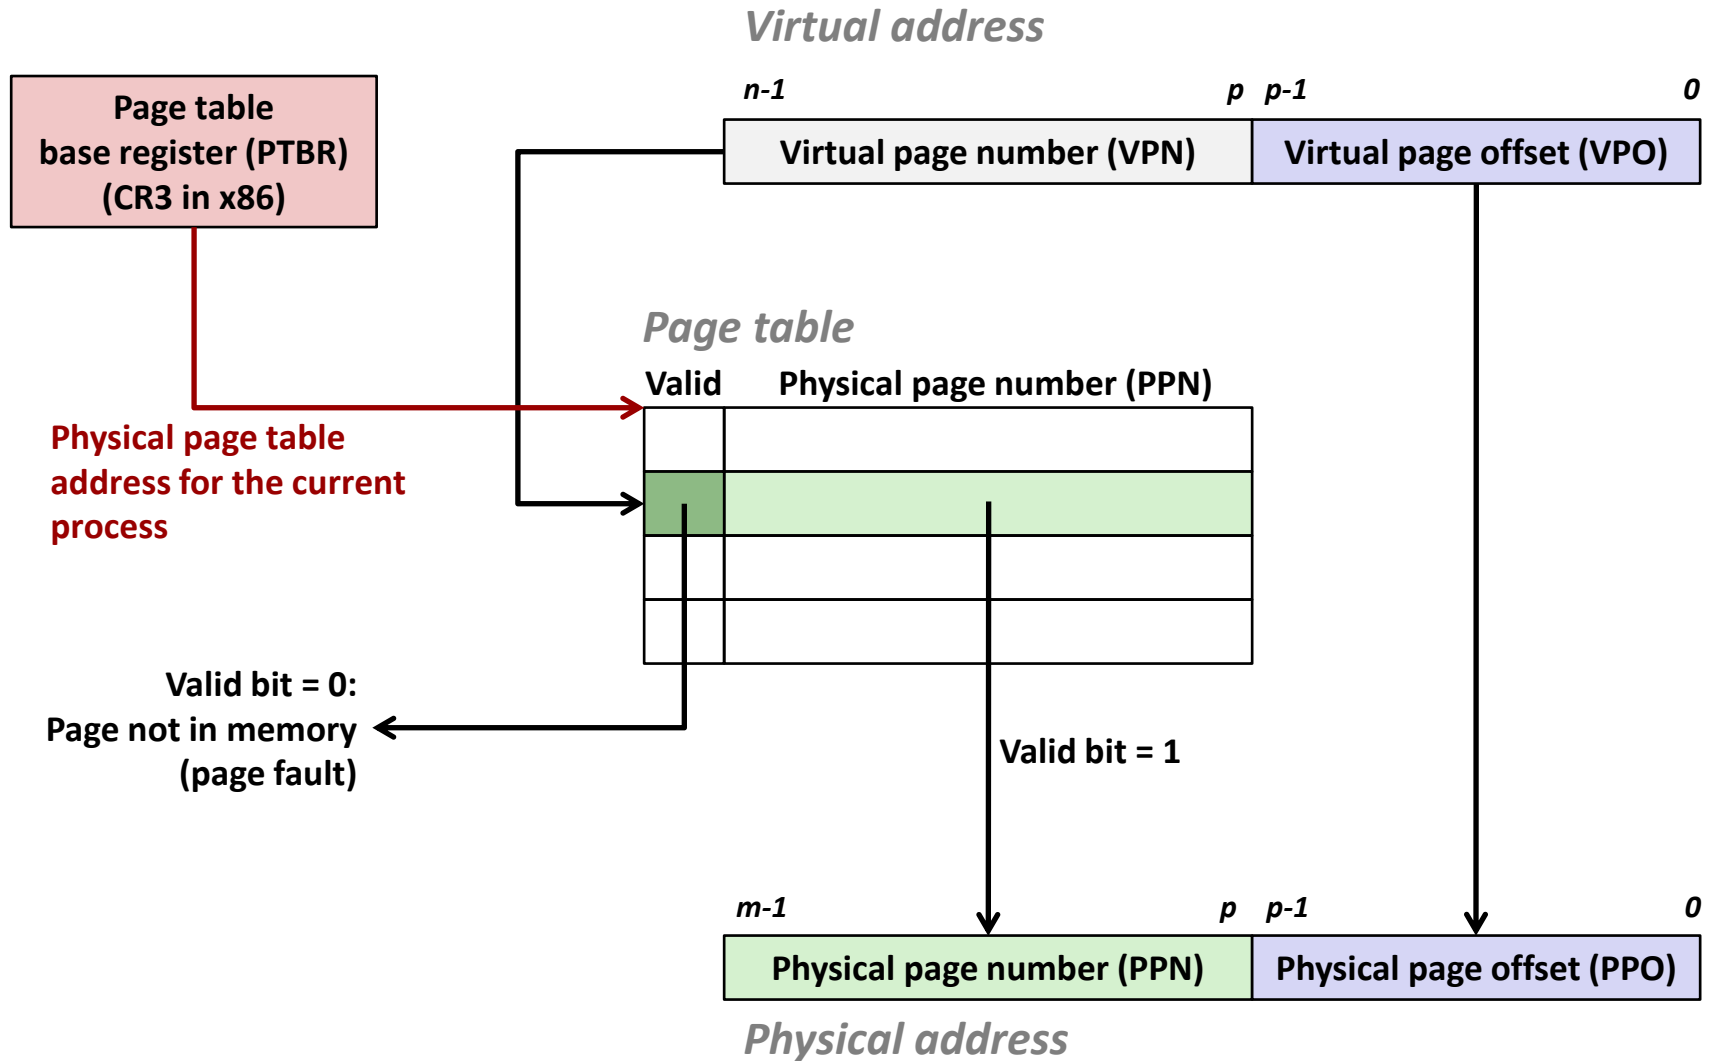 Virtual address
n-1 p p-1 0
Page table
base register (PTBR)
(CR3 in x86)
Virtual page number (VPN) Virtual page offset (VPO)
Page table
Valid Physical page number (PPN)
Physical page table
address for the current
process
Valid bit = 0:
Page not in memory
(page fault)
Valid bit = 1
m-1 p p-1 0
Physical page number (PPN) Physical page offset (PPO)
Physical address